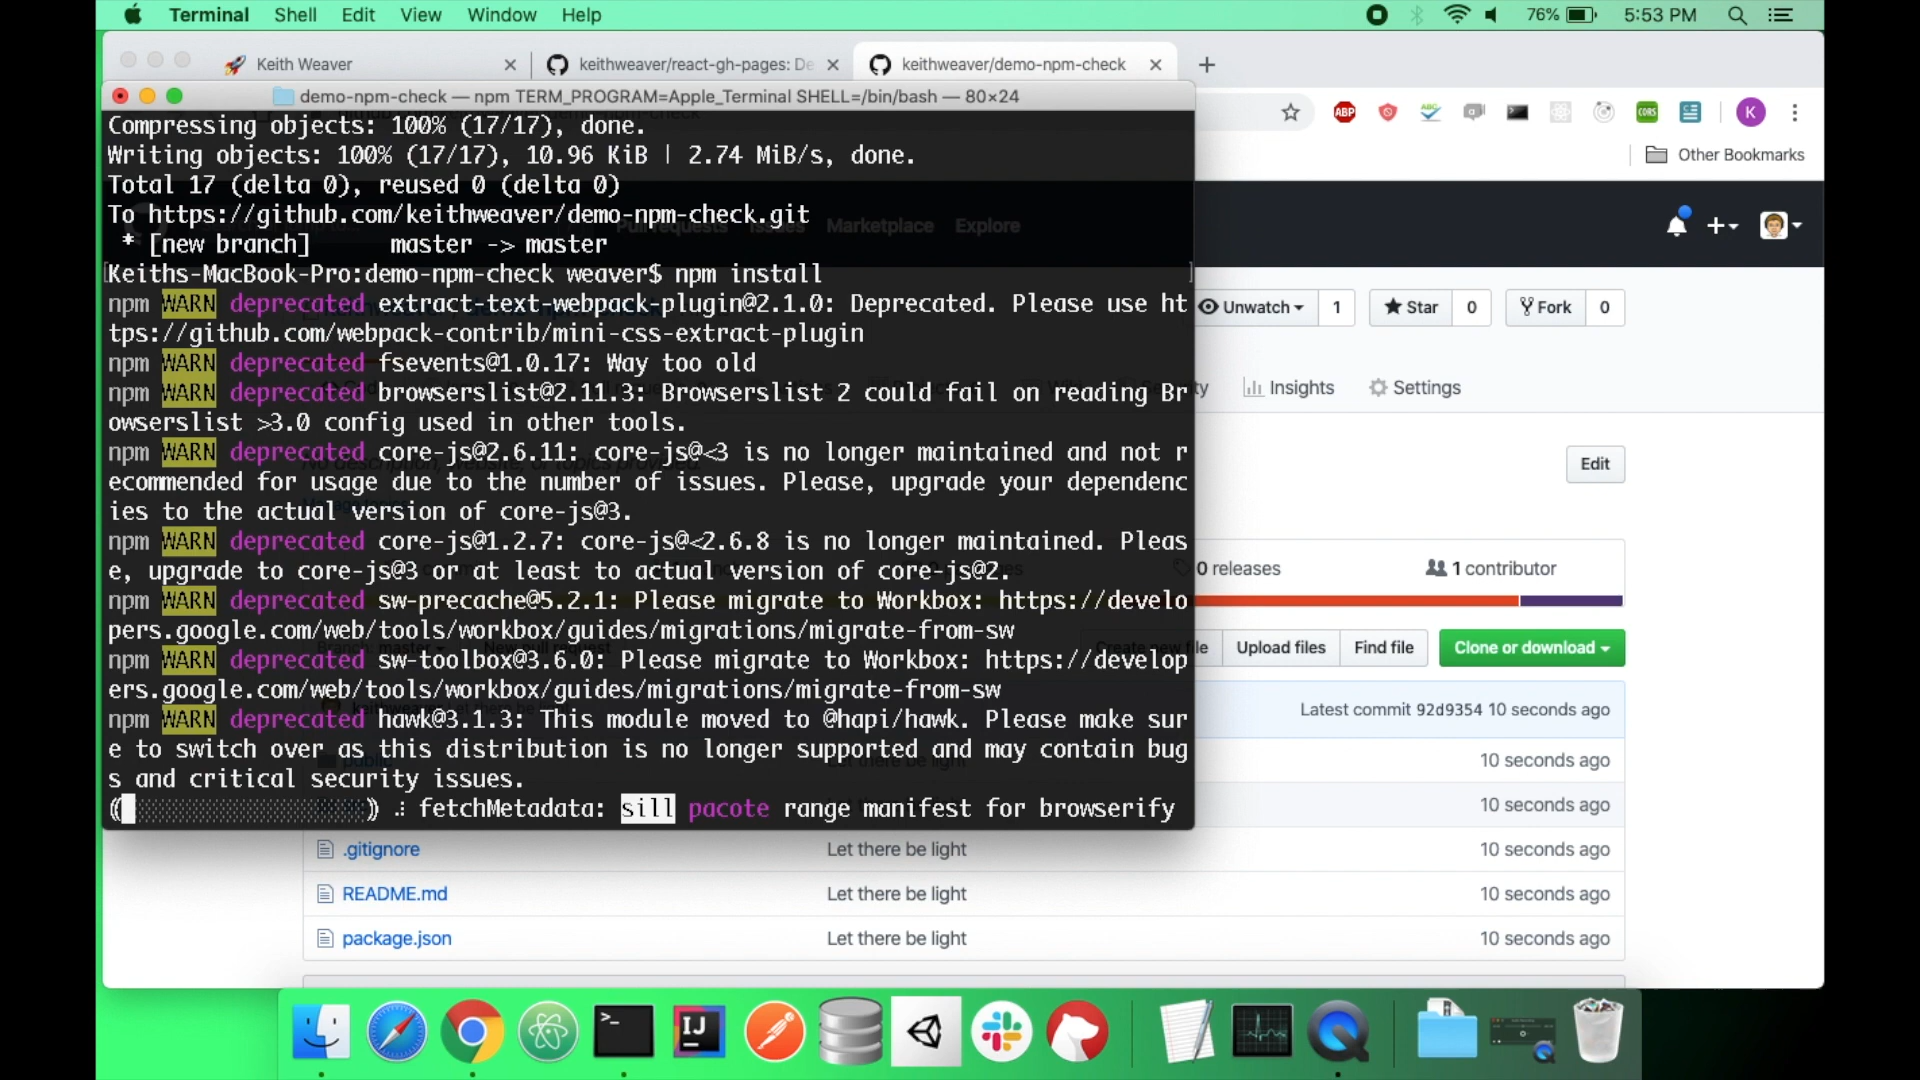 Terminal Shell Edit View Window Help 76% 5:53 PM
Keith Weaver keithweaver/react-gh-pages: De keithweaver/demo-npm-check
demo-npm-check — npm TERM_PROGRAM=Apple_Terminal SHELL=/bin/bash — 80×24
ABP ABC CORS K
Other Bookmarks
Compressing objects: 100% (17/17), done.
Writing objects: 100% (17/17), 10.96 KiB | 2.74 MiB/s, done.
Total 17 (delta 0), reused 0 (delta 0)
To https://github.com/keithweaver/demo-npm-check.git
Pull requests Issues Marketplace Explore
* [new branch] master -> master
Keiths-MacBook-Pro:demo-npm-check weaver$ npm install
npm WARN deprecated extract-text-webpack-plugin@2.1.0: Deprecated. Please use ht
tps://github.com/webpack-contrib/mini-css-extract-plugin
npm WARN deprecated fsevents@1.0.17: Way too old
npm WARN deprecated browserslist@2.11.3: Browserslist 2 could fail on reading Br
owserslist >3.0 config used in other tools.
npm WARN deprecated core-js@2.6.11: core-js@<3 is no longer maintained and not r
ecommended for usage due to the number of issues. Please, upgrade your dependenc
ies to the actual version of core-js@3.
npm WARN deprecated core-js@1.2.7: core-js@<2.6.8 is no longer maintained. Pleas
e, upgrade to core-js@3 or at least to actual version of core-js@2.
npm WARN deprecated sw-precache@5.2.1: Please migrate to Workbox: https://develo
pers.google.com/web/tools/workbox/guides/migrations/migrate-from-sw
npm WARN deprecated sw-toolbox@3.6.0: Please migrate to Workbox: https://develop
ers.google.com/web/tools/workbox/guides/migrations/migrate-from-sw
npm WARN deprecated hawk@3.1.3: This module moved to @hapi/hawk. Please make sur
e to switch over as this distribution is no longer supported and may contain bug
s and critical security issues.
fetchMetadata: sill pacote range manifest for browserify
Unwatch 1 Star 0 Fork 0
Insights Settings
Edit
0 releases 1 contributor
Create new file Upload files Find file Clone or download
Latest commit 92d9354 10 seconds ago
10 seconds ago
10 seconds ago
.gitignore Let there be light 10 seconds ago
README.md Let there be light 10 seconds ago
package.json Let there be light 10 seconds ago
>_ IJ